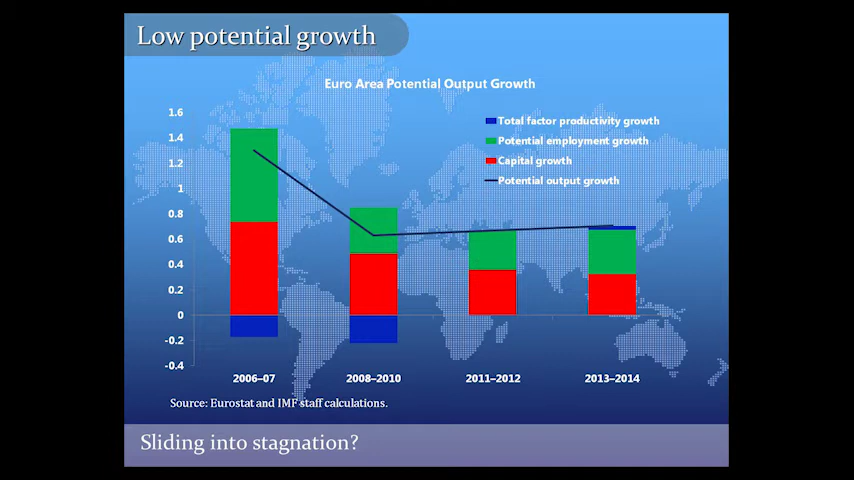 Low potential growth
Euro Area Potential Output Growth
1.6
1.4
1.2
1
0.8
0.6
0.4
0.2
0
-0.2
-0.4
Total factor productivity growth
Potential employment growth
Capital growth
Potential output growth
2006–07 2008–2010 2011–2012 2013–2014
Source: Eurostat and IMF staff calculations.
Sliding into stagnation?